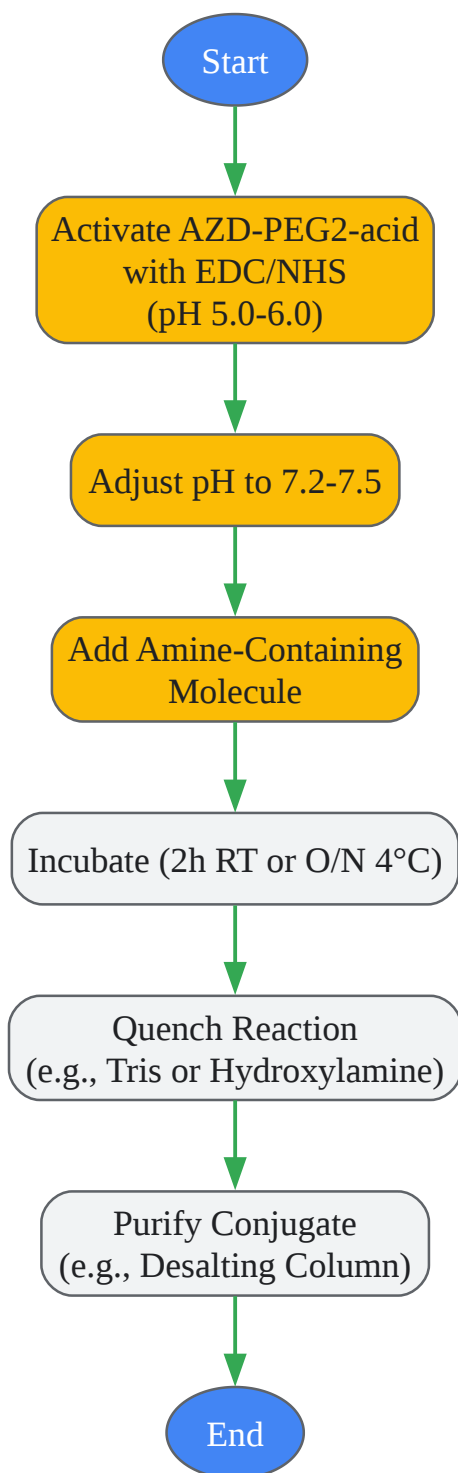 Start
Activate AZD-PEG2-acid
with EDC/NHS
(pH 5.0-6.0)
Adjust pH to 7.2-7.5
Add Amine-Containing
Molecule
Incubate (2h RT or O/N 4°C)
Quench Reaction
(e.g., Tris or Hydroxylamine)
Purify Conjugate
(e.g., Desalting Column)
End